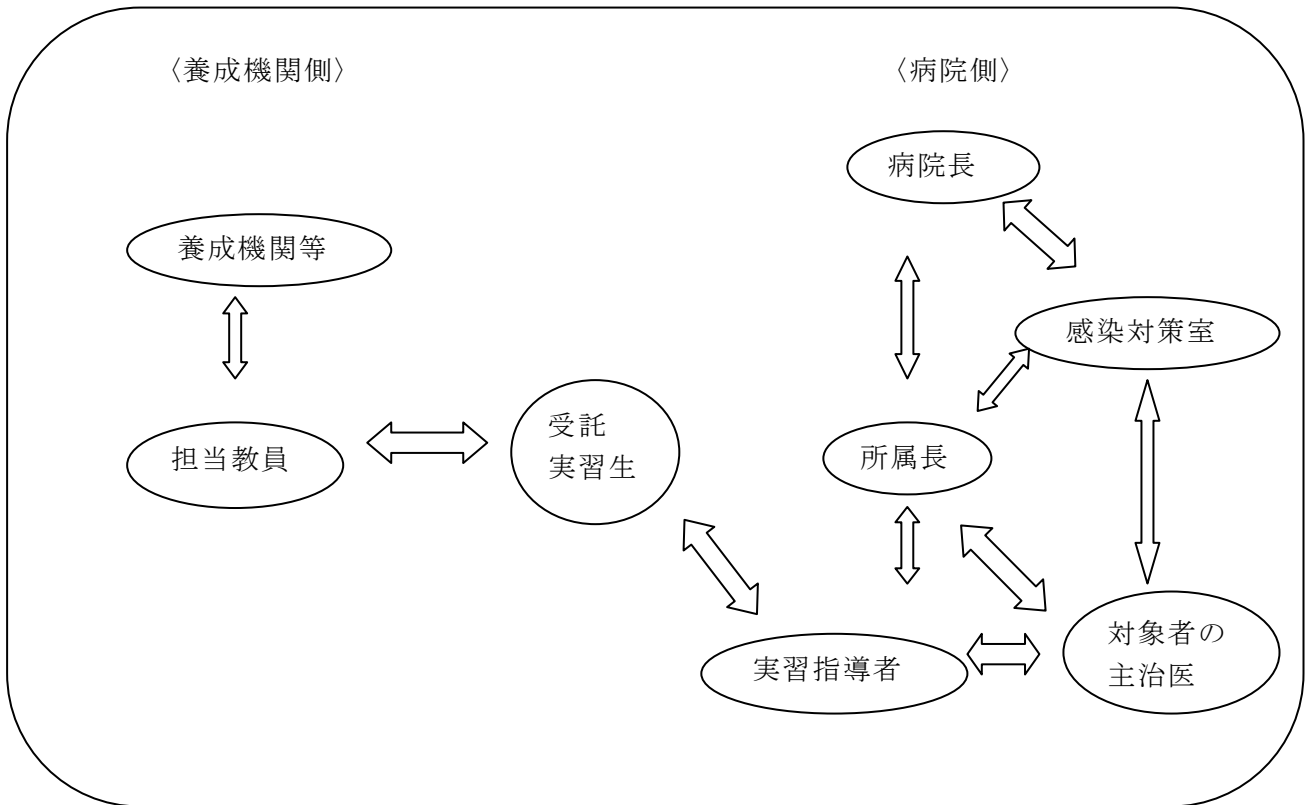 〈養成機関側〉
〈病院側〉
病院長
養成機関等
感染対策室
受託
実習生
担当教員
所属長
対象者の
主治医
実習指導者